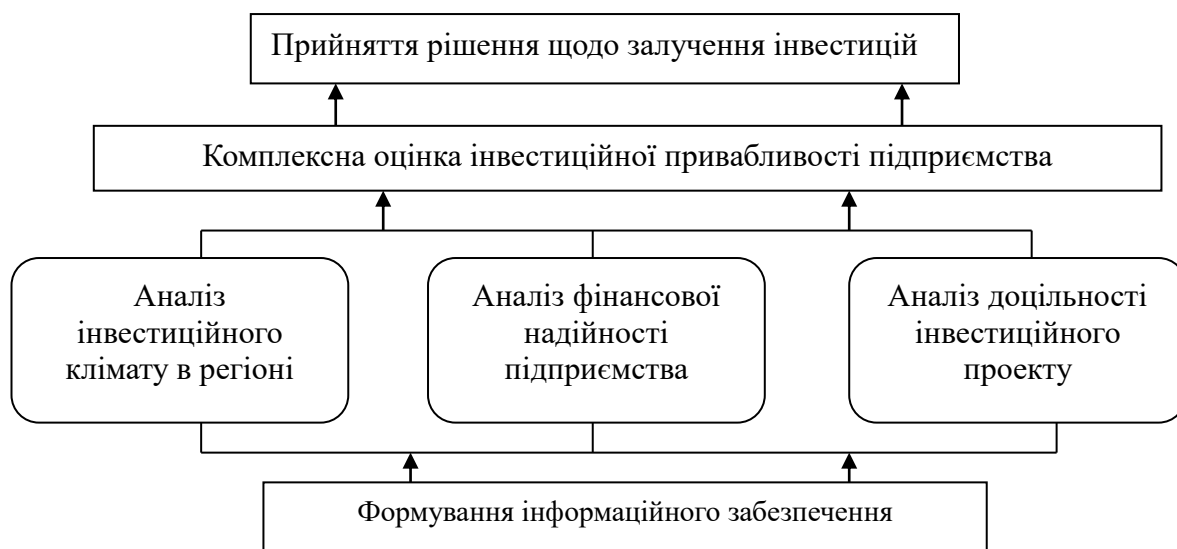 Прийняття рішення щодо залучення інвестицій
Комплексна оцінка інвестиційної привабливості підприємства
Аналіз
інвестиційного
клімату в регіоні
Аналіз фінансової
надійності
підприємства
Аналіз доцільності
інвестиційного
проекту
Формування інформаційного забезпечення